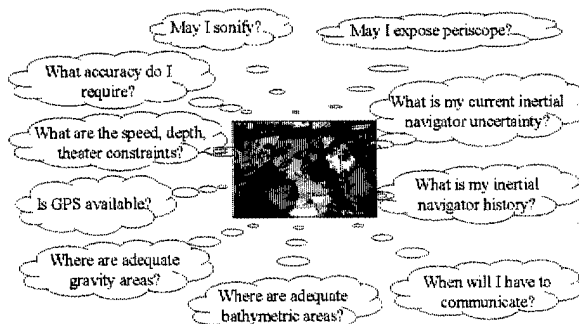 May I sonify?
May I expose periscope?
What accuracy do I
require?
What is my current inertial
navigator uncertainty?
What are the speed, depth,
theater constraints?
What is my inertial
navigator history?
Is GPS available?
Where are adequate
gravity areas?
Where are adequate
bathymetric areas?
When will I have to
communicate?